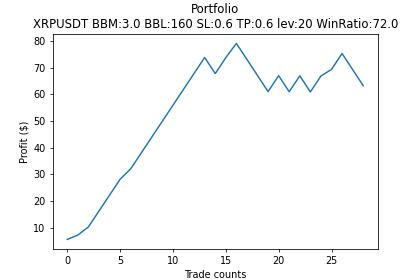 Portfolio
XRPUSDT BBM:3.0 BBL:160 SL:0.6 TP:0.6 lev:20 WinRatio:72.0
80
70
60
50
40
30
20
10
Profit ($)
0 5 10 15 20 25
Trade counts